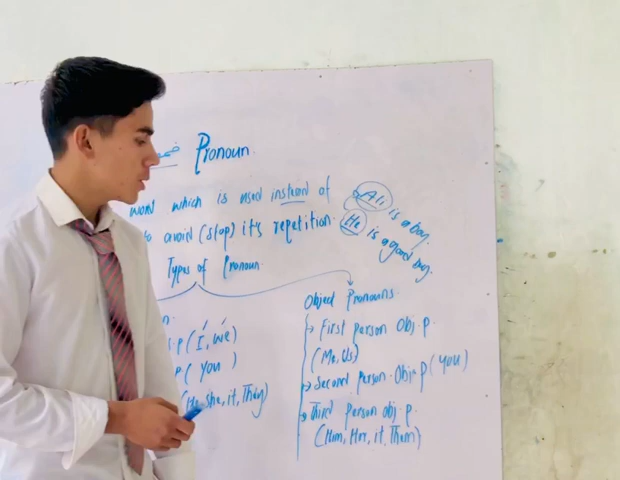 Pronoun.
word which is used instead of
to avoid (stop) it's repetition.
Ali is a boy.
He is a good boy.
Types of Pronoun.
.P (I, We)
P( You )
(He, she, it, They)
Object Pronouns.
→ First person Obj. P
(Me, Us)
→ Second Person. Obj. P (You)
→ Third person obj. p.
(Him, Her, it, Them)